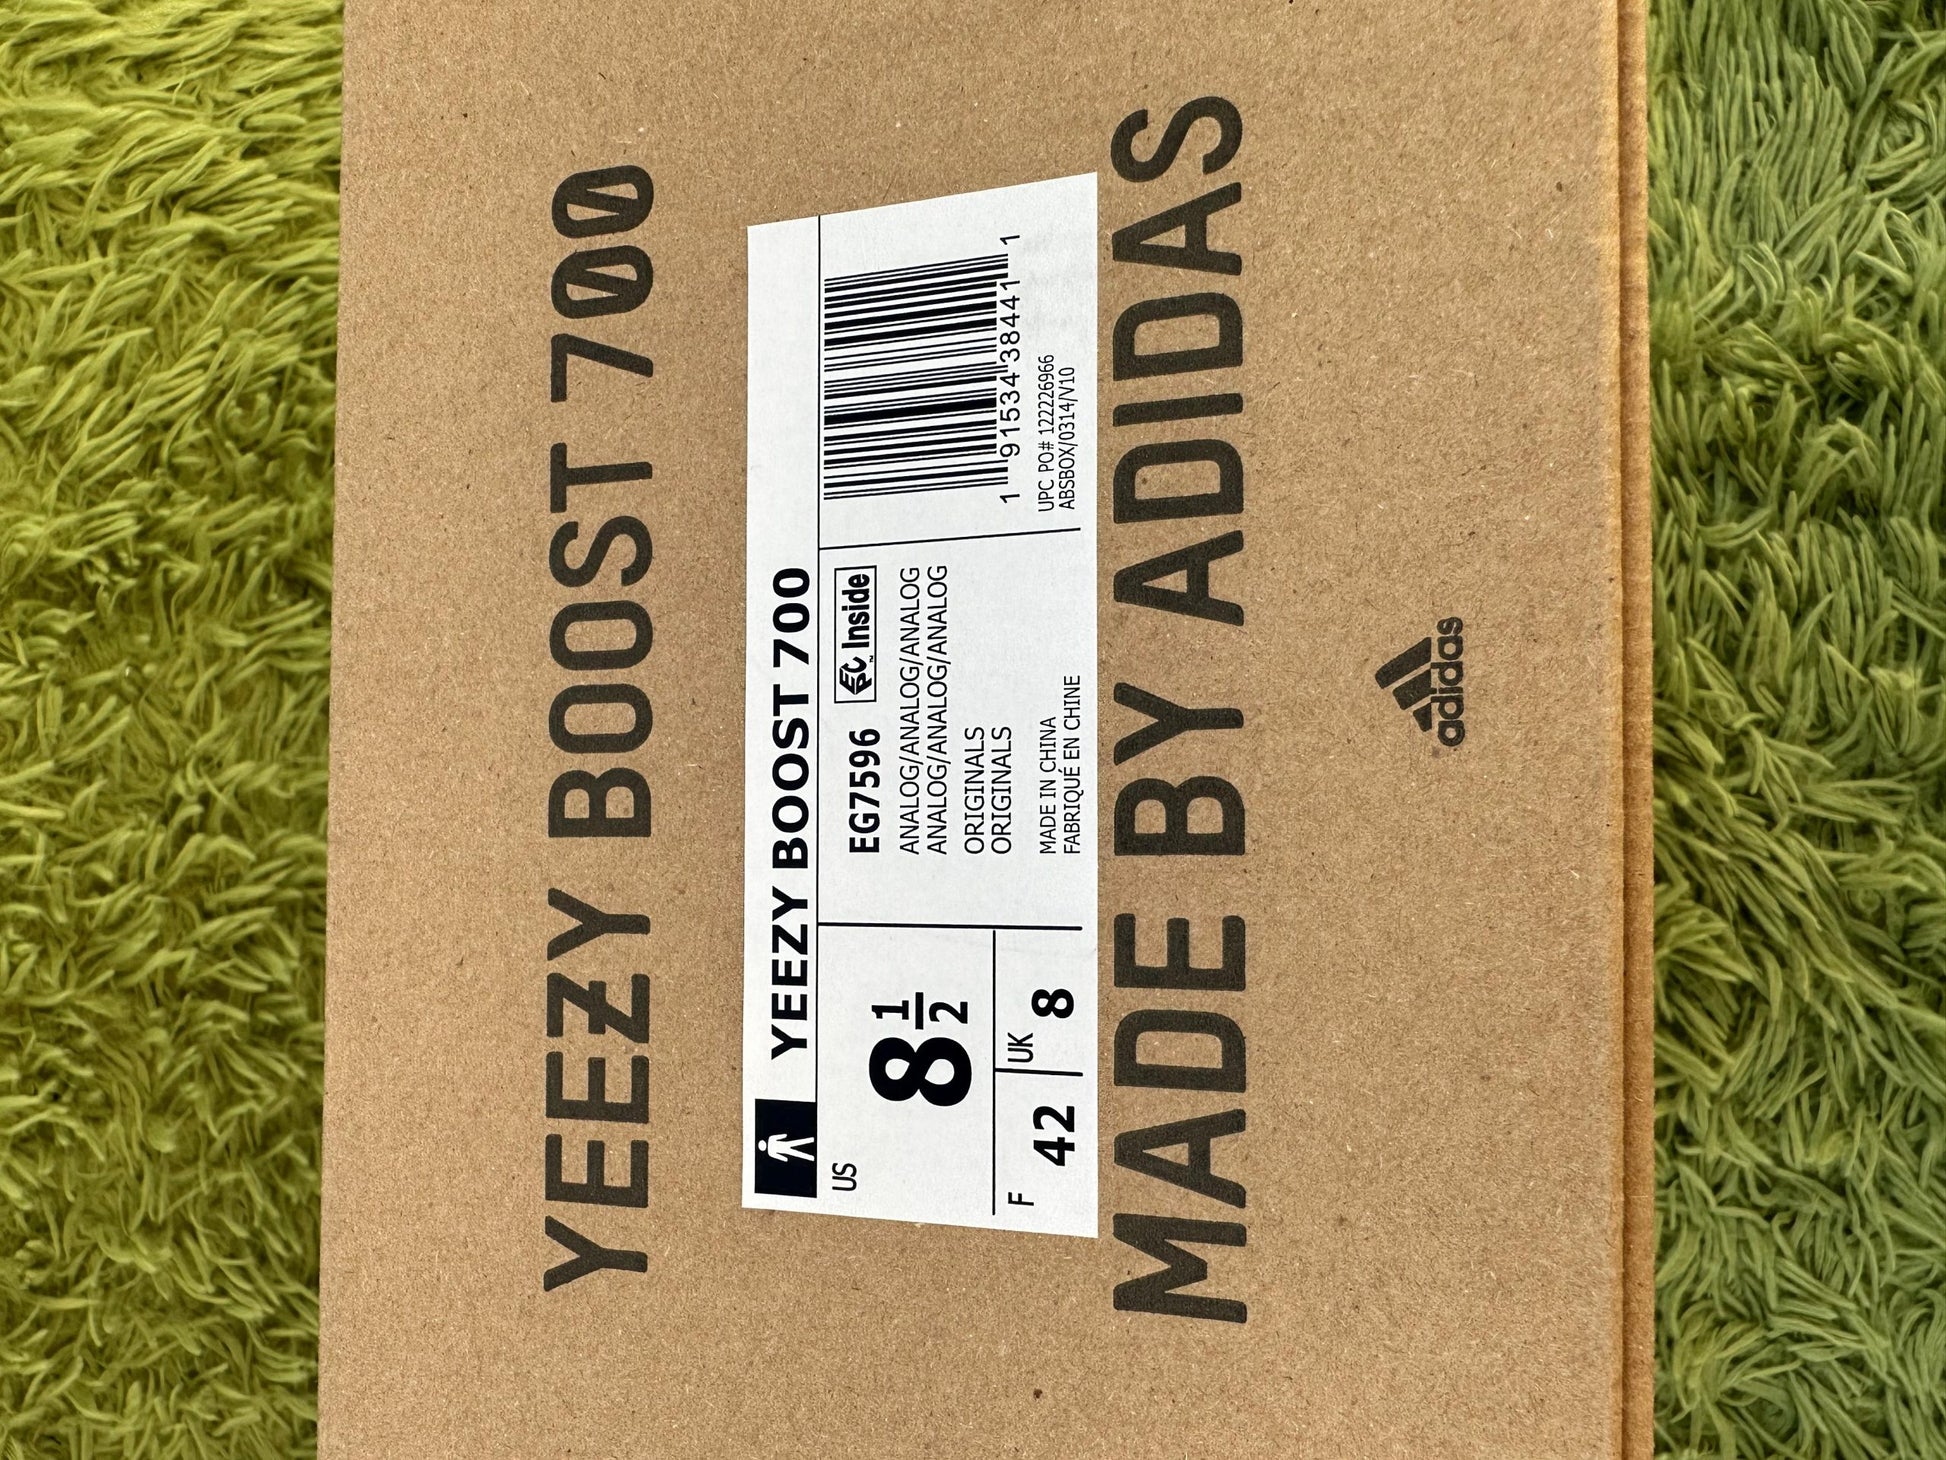 YEEZY BOOST 700
YEEZY BOOST 700
US
8 1/2
F
42
UK
8
EG7596
EPC™ Inside
ANALOG/ANALOG/ANALOG
ANALOG/ANALOG/ANALOG
ORIGINALS
ORIGINALS
MADE IN CHINA
FABRIQUÉ EN CHINE
1 91534 38441 1
UPC PO# 122226966
ABSBOX/0314/V10
MADE BY ADIDAS
adidas